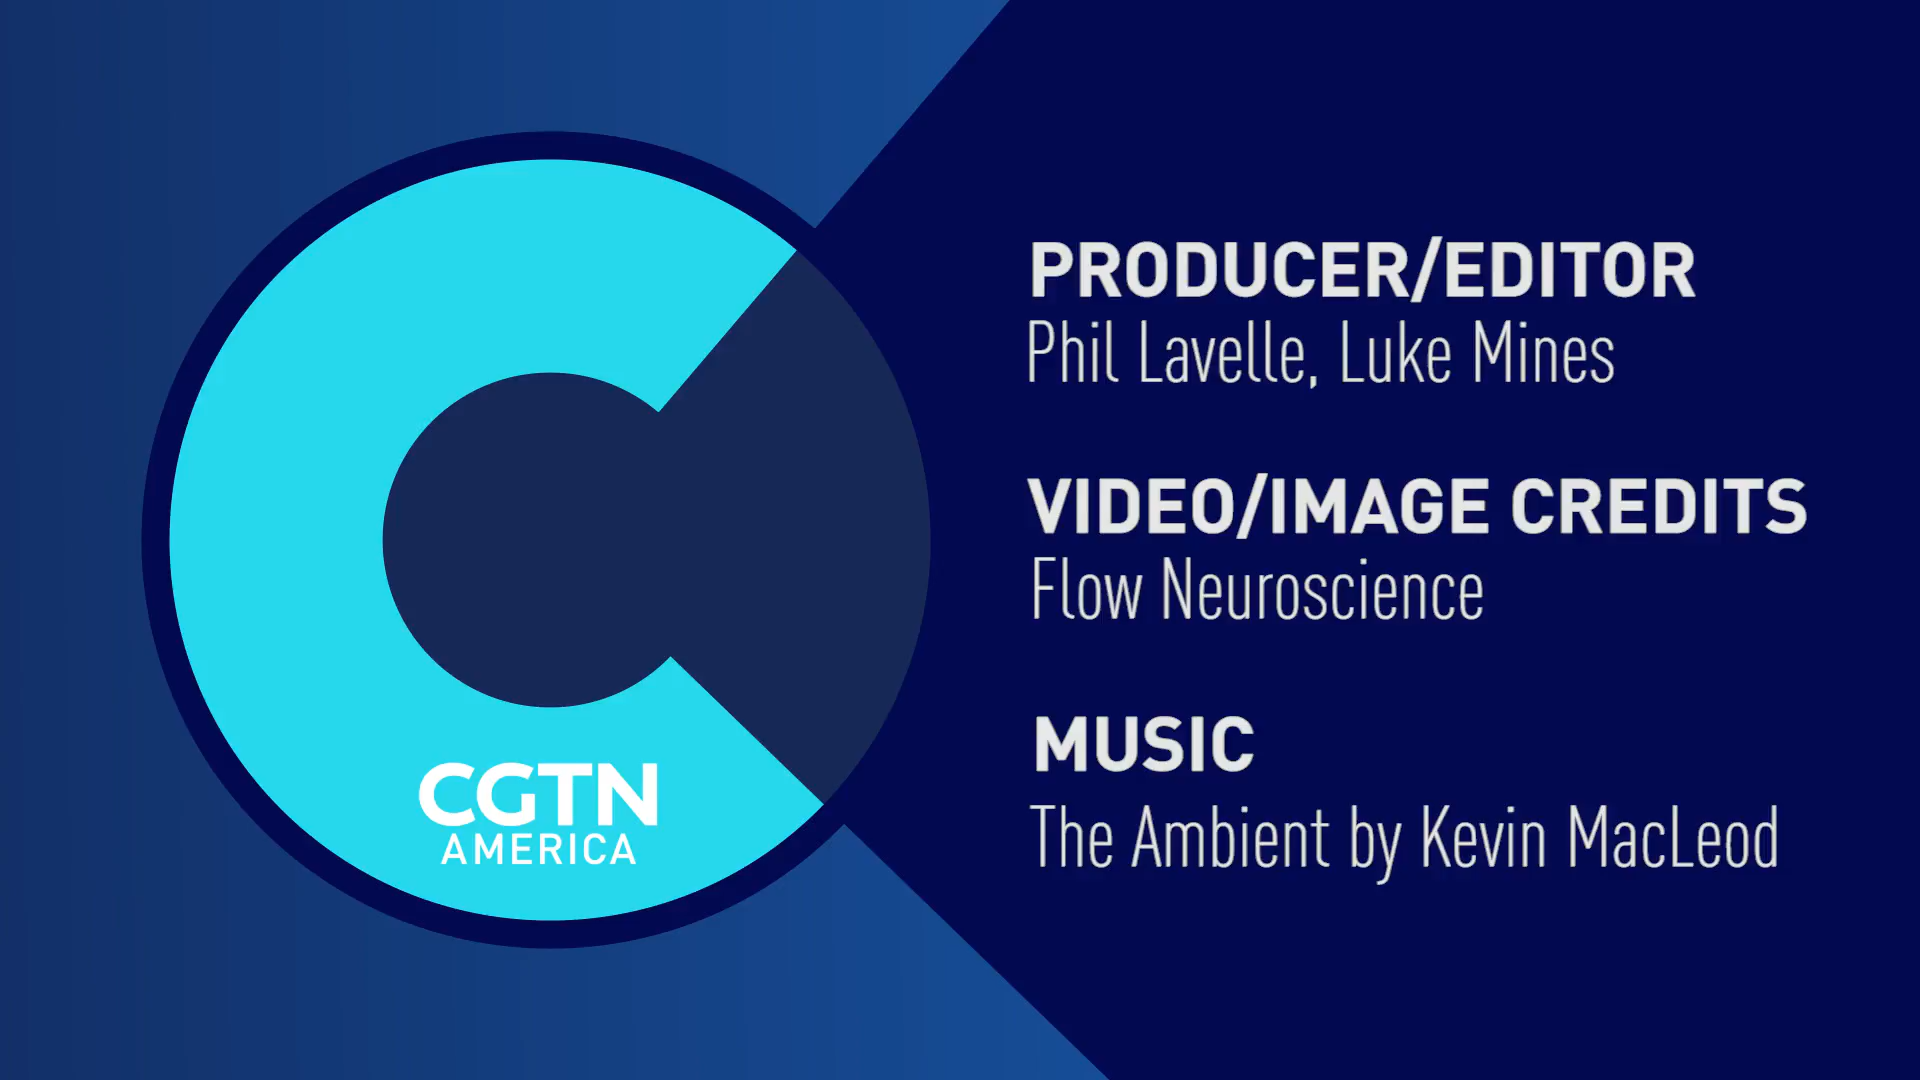 CGTN
AMERICA
PRODUCER/EDITOR
Phil Lavelle, Luke Mines
VIDEO/IMAGE CREDITS
Flow Neuroscience
MUSIC
The Ambient by Kevin MacLeod